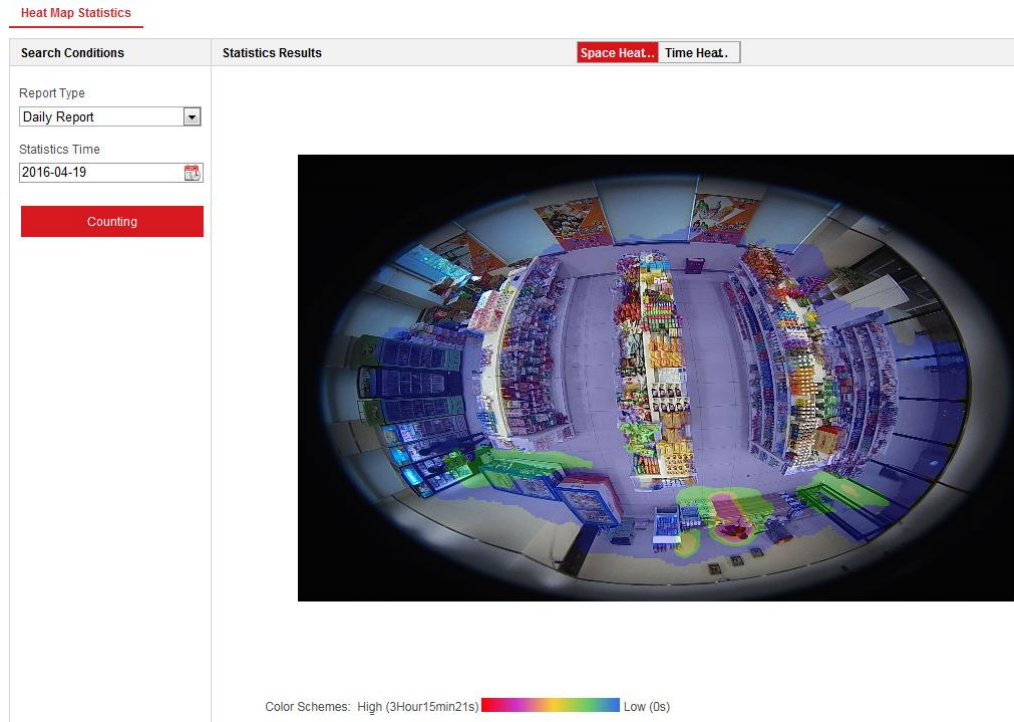 Heat Map Statistics
Search Conditions
Statistics Results
Space Heat..
Time Heat..
Report Type
Daily Report
Statistics Time
2016-04-19
Counting
Color Schemes: High (3Hour15min21s)
Low (0s)